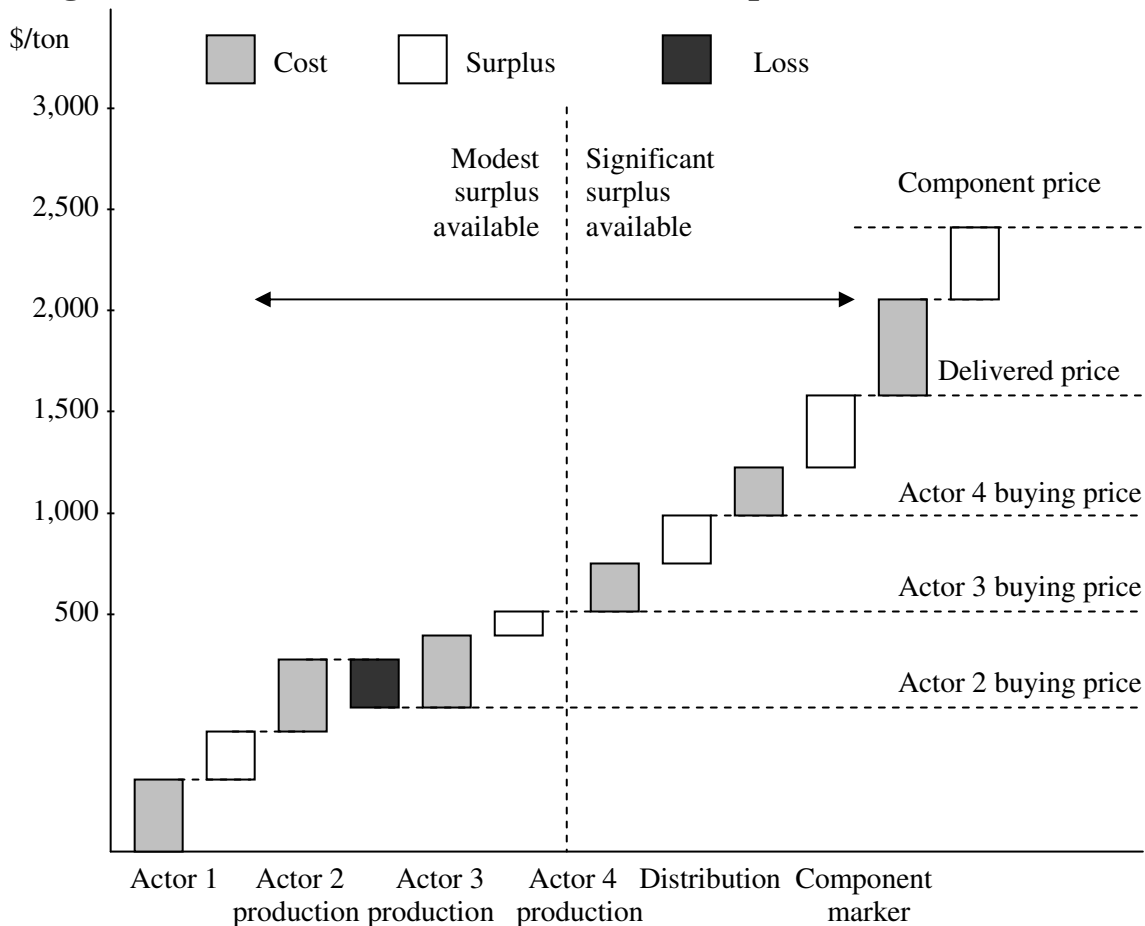 $/ton
Cost
Surplus
Loss
3,000
Modest
surplus
available
Significant
surplus
available
Component price
2,500
2,000
Delivered price
1,500
Actor 4 buying price
1,000
Actor 3 buying price
500
Actor 2 buying price
Actor 1
Actor 2
production
Actor 3
production
Actor 4
production
Distribution
Component
marker